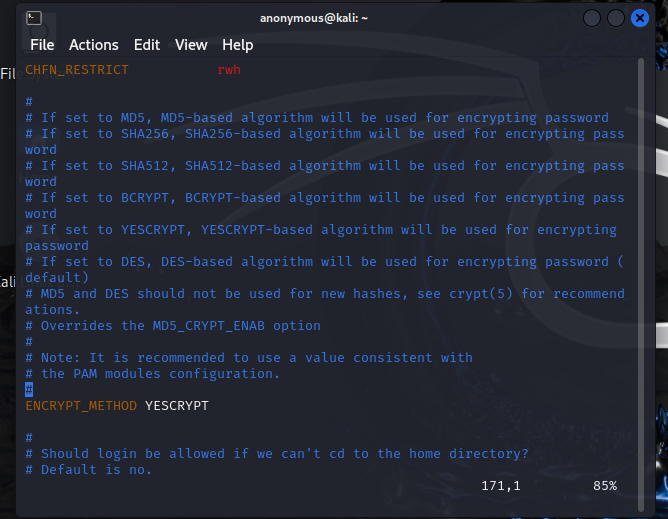 anonymous@kali: ~
File Actions Edit View Help
CHFN_RESTRICT rwh
#
# If set to MD5, MD5-based algorithm will be used for encrypting password
# If set to SHA256, SHA256-based algorithm will be used for encrypting pass
word
# If set to SHA512, SHA512-based algorithm will be used for encrypting pass
word
# If set to BCRYPT, BCRYPT-based algorithm will be used for encrypting pass
word
# If set to YESCRYPT, YESCRYPT-based algorithm will be used for encrypting
password
# If set to DES, DES-based algorithm will be used for encrypting password (
default)
# MD5 and DES should not be used for new hashes, see crypt(5) for recommend
ations.
# Overrides the MD5_CRYPT_ENAB option
#
# Note: It is recommended to use a value consistent with
# the PAM modules configuration.
#
ENCRYPT_METHOD YESCRYPT
#
# Should login be allowed if we can't cd to the home directory?
# Default is no.
171,1 85%